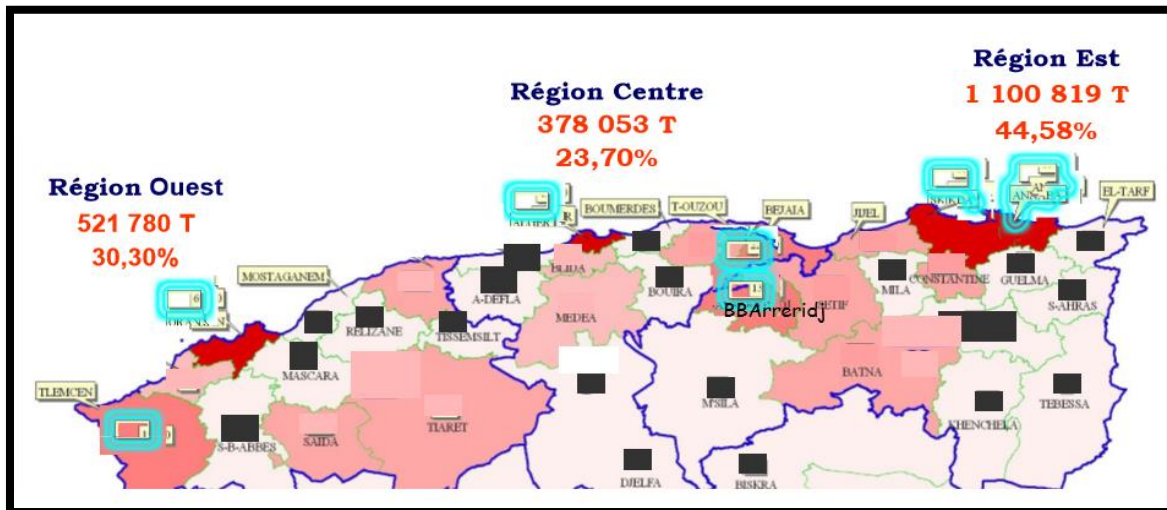 Région Est
1 100 819 T
44,58%
Région Centre
378 053 T
23,70%
Région Ouest
521 780 T
30,30%
EL-TARF
BOUMERDES
T-OUZOU
BEJAIA
JIJEL
ANNABA
MOSTAGANEM
BLIDA
A-DEFLA
BOUIRA
MILA
CONSTANTINE
GUELMA
S-AHRAS
BBArreridj
SETIF
MEDEA
RELIZANE
TISSEMSILT
MASCARA
TLEMCEN
BATNA
M'SILA
TEBESSA
KHENCHELA
S-B-ABBES
SAIDA
TIARET
DJELFA
BISKRA